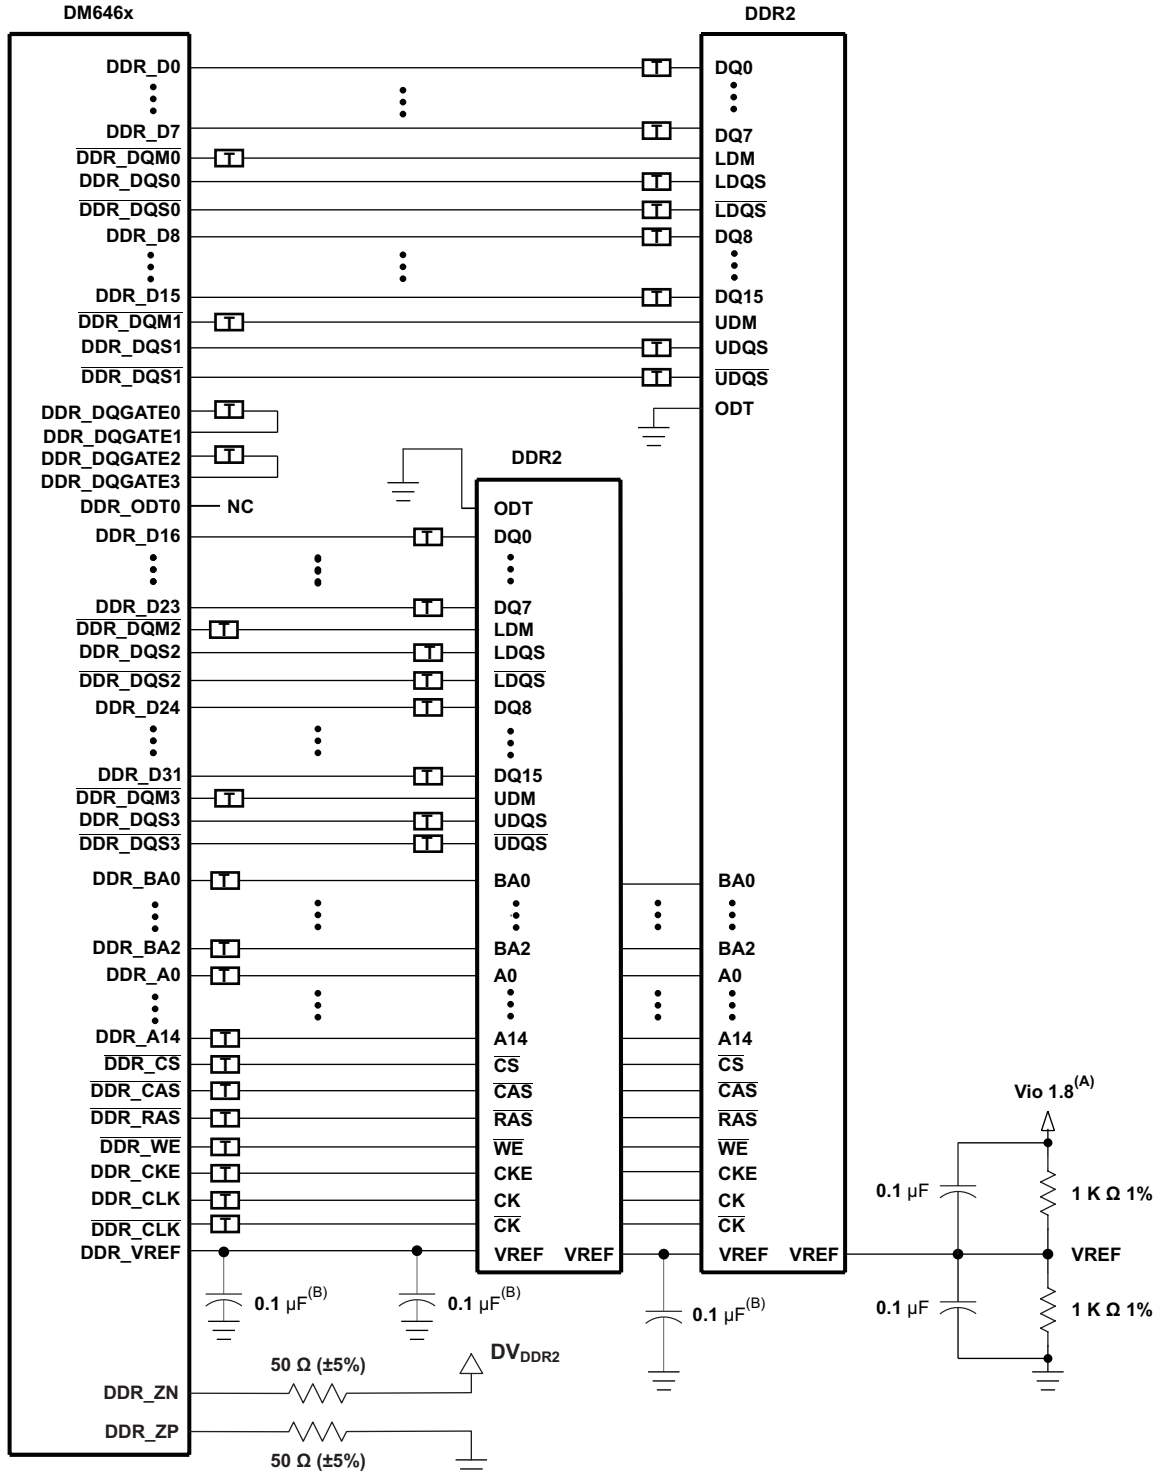 DM646x DDR2
DDR_D0 T DQ0
DDR_D7 T DQ7
DDR_DQM0 T LDM
DDR_DQS0 T LDQS
DDR_DQS0 T LDQS
DDR_D8 T DQ8
DDR_D15 T DQ15
DDR_DQM1 T UDM
DDR_DQS1 T UDQS
DDR_DQS1 T UDQS
DDR_DQGATE0 T ODT
DDR_DQGATE1
DDR_DQGATE2 T DDR2
DDR_DQGATE3
DDR_ODT0 NC ODT
DDR_D16 T DQ0
DDR_D23 T DQ7
DDR_DQM2 T LDM
DDR_DQS2 T LDQS
DDR_DQS2 T LDQS
DDR_D24 T DQ8
DDR_D31 T DQ15
DDR_DQM3 T UDM
DDR_DQS3 T UDQS
DDR_DQS3 T UDQS
DDR_BA0 T BA0 BA0
DDR_BA2 T BA2 BA2
DDR_A0 T A0 A0
DDR_A14 T A14 A14
DDR_CS T CS CS
DDR_CAS T CAS CAS
Vio 1.8(A)
DDR_RAS T RAS RAS
DDR_WE T WE WE
DDR_CKE T CKE CKE
DDR_CLK T CK CK
0.1 µF 1 K Ω 1%
DDR_CLK T CK CK
DDR_VREF VREF VREF VREF VREF VREF
0.1 µF(B) 0.1 µF(B) 0.1 µF(B) 0.1 µF 1 K Ω 1%
50 Ω (±5%) DVDDR2
DDR_ZN
DDR_ZP
50 Ω (±5%)